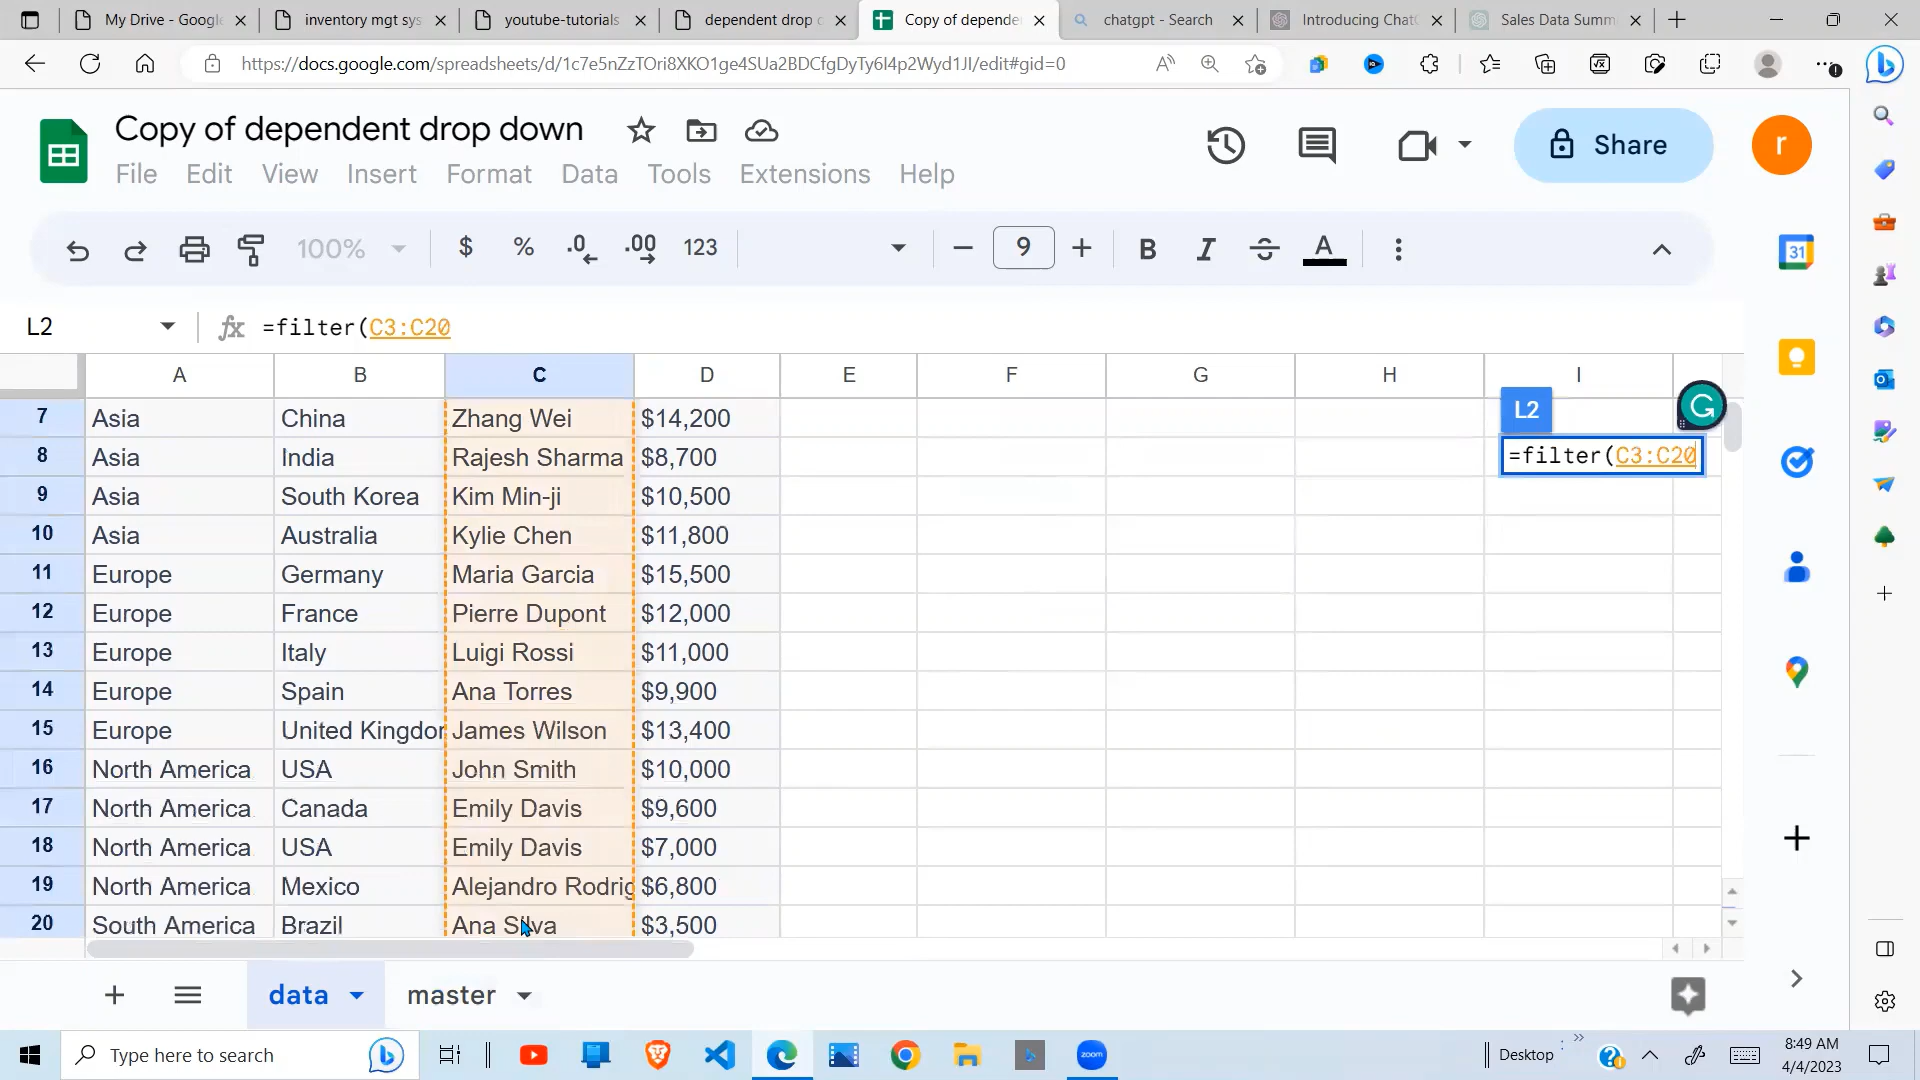 My Drive - Google
inventory mgt sys
youtube-tutorials
dependent drop
Copy of depende
chatgpt - Search
Introducing Chat
Sales Data Summ
https://docs.google.com/spreadsheets/d/1c7e5nZzTOri8XKO1ge4SUa2BDCfgDyTy6I4p2Wyd1JI/edit#gid=0
Copy of dependent drop down
Share
r
File Edit View Insert Format Data Tools Extensions Help
100% $ % .0 .00 123 9 B I S A
31
L2 fx =filter(C3:C20
A B C D E F G H I
7 Asia China Zhang Wei $14,200
L2
8 Asia India Rajesh Sharma $8,700
=filter(C3:C20
9 Asia South Korea Kim Min-ji $10,500
10 Asia Australia Kylie Chen $11,800
11 Europe Germany Maria Garcia $15,500
12 Europe France Pierre Dupont $12,000
13 Europe Italy Luigi Rossi $11,000
14 Europe Spain Ana Torres $9,900
15 Europe United Kingdor James Wilson $13,400
16 North America USA John Smith $10,000
17 North America Canada Emily Davis $9,600
18 North America USA Emily Davis $7,000
19 North America Mexico Alejandro Rodrig $6,800
20 South America Brazil Ana Silva $3,500
data master
Type here to search
zoom
Desktop
8:49 AM
4/4/2023